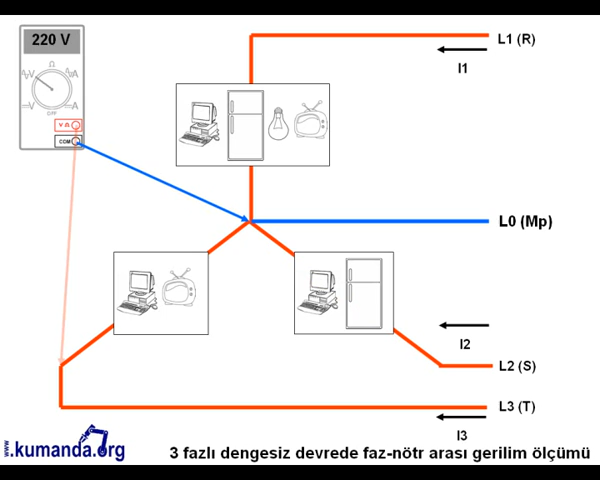 220 V
L1 (R)
I1
Ω
V
A
V
A
OFF
V Ω
COM
L0 (Mp)
I2
L2 (S)
L3 (T)
I3
www.kumanda.org
3 fazlı dengesiz devrede faz-nötr arası gerilim ölçümü